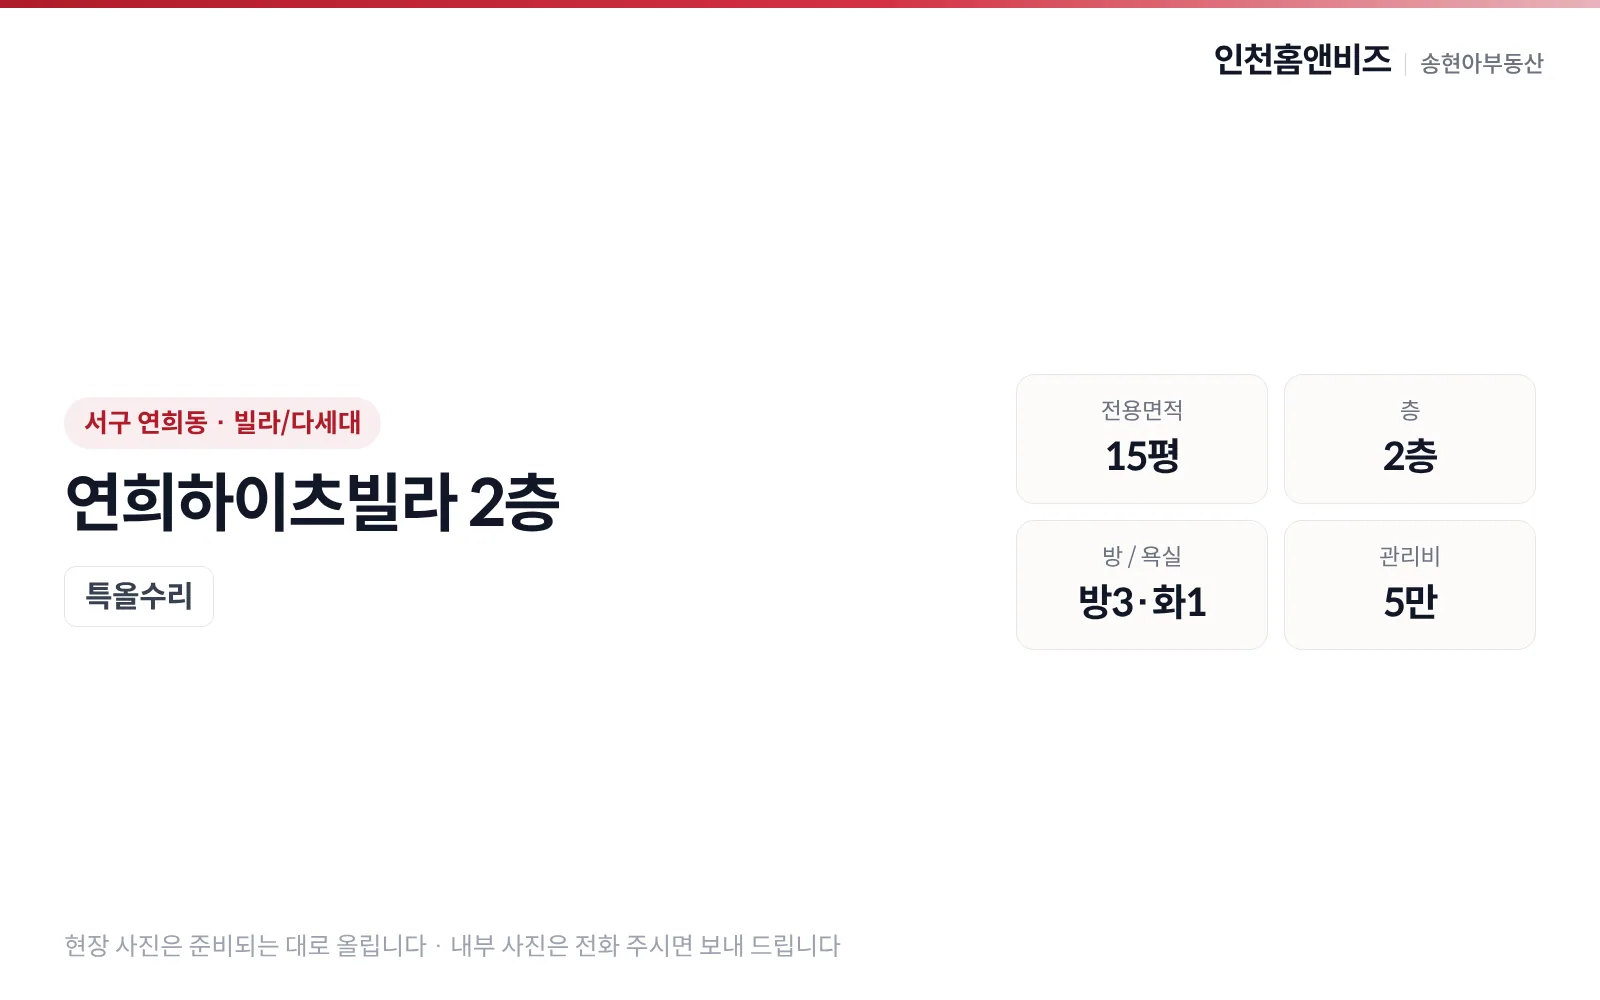 인천홈앤비즈 송현아부동산
서구 연희동 · 빌라/다세대
연희하이츠빌라 2층
특올수리
전용면적
15평
층
2층
방 / 욕실
방3·화1
관리비
5만
현장 사진은 준비되는 대로 올립니다 · 내부 사진은 전화 주시면 보내 드립니다